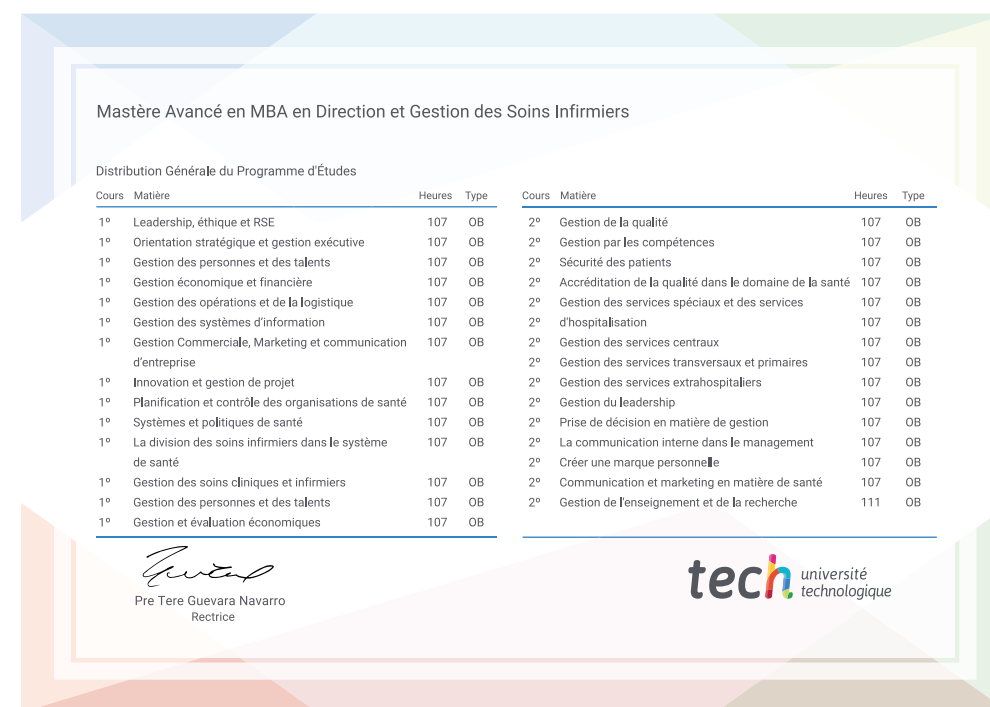 Mastère Avancé en MBA en Direction et Gestion des Soins Infirmiers
Distribution Générale du Programme d'Études
Cours Matière Heures Type
1º Leadership, éthique et RSE 107 OB
1º Orientation stratégique et gestion exécutive 107 OB
1º Gestion des personnes et des talents 107 OB
1º Gestion économique et financière 107 OB
1º Gestion des opérations et de la logistique 107 OB
1º Gestion des systèmes d'information 107 OB
1º Gestion Commerciale, Marketing et communication 107 OB
d'entreprise
1º Innovation et gestion de projet 107 OB
1º Planification et contrôle des organisations de santé 107 OB
1º Systèmes et politiques de santé 107 OB
1º La division des soins infirmiers dans le système 107 OB
de santé
1º Gestion des soins cliniques et infirmiers 107 OB
1º Gestion des personnes et des talents 107 OB
1º Gestion et évaluation économiques 107 OB
Cours Matière Heures Type
2º Gestion de la qualité 107 OB
2º Gestion par les compétences 107 OB
2º Sécurité des patients 107 OB
2º Accréditation de la qualité dans le domaine de la santé 107 OB
2º Gestion des services spéciaux et des services 107 OB
2º d'hospitalisation 107 OB
2º Gestion des services centraux 107 OB
2º Gestion des services transversaux et primaires 107 OB
2º Gestion des services extrahospitaliers 107 OB
2º Gestion du leadership 107 OB
2º Prise de décision en matière de gestion 107 OB
2º La communication interne dans le management 107 OB
2º Créer une marque personnelle 107 OB
2º Communication et marketing en matière de santé 107 OB
2º Gestion de l'enseignement et de la recherche 111 OB
Pre Tere Guevara Navarro
Rectrice
tech université
technologique